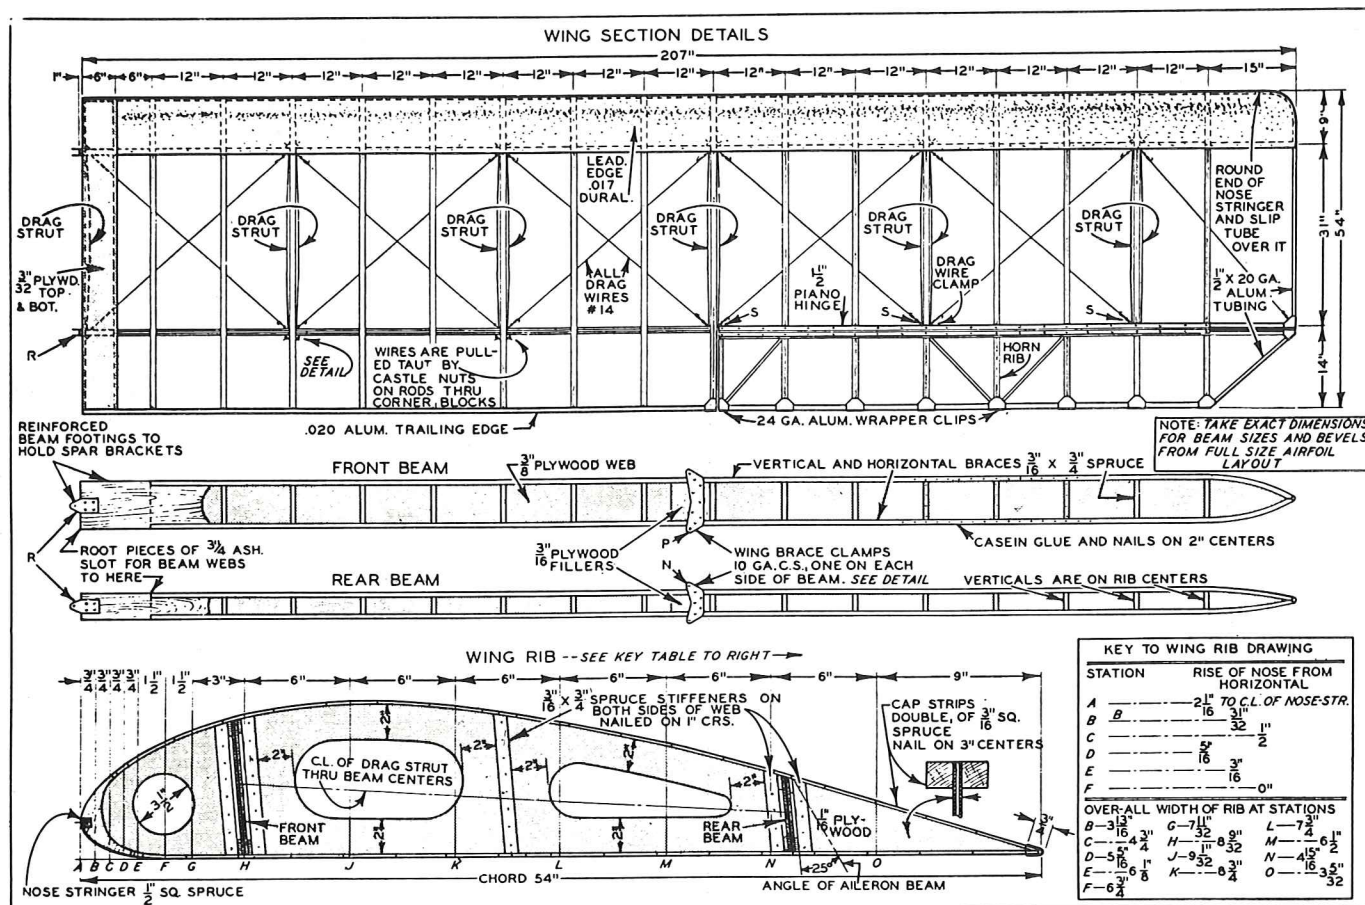 WING SECTION DETAILS
207"
1" 6" 6" 12" 12" 12" 12" 12" 12" 12" 12" 12" 12" 12" 12" 12" 12" 12" 15"
9"
31"
54"
14"
LEAD.
EDGE
.017
DURAL.
ROUND
END OF
NOSE
STRINGER
AND SLIP
TUBE
OVER IT
DRAG
STRUT
DRAG
STRUT
DRAG
STRUT
DRAG
STRUT
DRAG
STRUT
DRAG
STRUT
3/32" PLYWD.
TOP
& BOT.
ALL
DRAG
WIRES
#14
1 1/2"
PIANO
HINGE
DRAG
WIRE
CLAMP
1/2" X 20 GA.
ALUM.
TUBING
S
S
S
R
SEE
DETAIL
WIRES ARE PULL-
ED TAUT BY
CASTLE NUTS
ON RODS THRU
CORNER BLOCKS
HORN
RIB
.020 ALUM. TRAILING EDGE
24 GA. ALUM. WRAPPER CLIPS
NOTE: TAKE EXACT DIMENSIONS
FOR BEAM SIZES AND BEVELS
FROM FULL SIZE AIRFOIL
LAYOUT
REINFORCED
BEAM FOOTINGS TO
HOLD SPAR BRACKETS
FRONT BEAM
3/8" PLYWOOD WEB
VERTICAL AND HORIZONTAL BRACES 3/16" X 3/4" SPRUCE
R
ROOT PIECES OF 3/4" ASH.
SLOT FOR BEAM WEBS
TO HERE
3/16" PLYWOOD
FILLERS
P
N
WING BRACE CLAMPS
10 GA. C.S., ONE ON EACH
SIDE OF BEAM. SEE DETAIL
CASEIN GLUE AND NAILS ON 2" CENTERS
REAR BEAM
VERTICALS ARE ON RIB CENTERS
WING RIB -- SEE KEY TABLE TO RIGHT
3/4" 3/4" 3/4" 3/4" 1 1/2" 1 1/2" 3" 6" 6" 6" 6" 6" 6" 9"
3/16" X 3/4" SPRUCE STIFFENERS ON
BOTH SIDES OF WEB
NAILED ON 1" CRS.
CAP STRIPS
DOUBLE, OF 3/16" SQ.
SPRUCE
NAIL ON 3" CENTERS
2"
2"
2"
2"
2"
2"
2"
2"
C.L. OF DRAG STRUT
THRU BEAM CENTERS
3 1/2"
FRONT
BEAM
REAR
BEAM
1/16" PLY-
WOOD
3/4"
A B C D E F G H J K L M N O
25°
CHORD 54"
NOSE STRINGER 1/2" SQ. SPRUCE
ANGLE OF AILERON BEAM
KEY TO WING RIB DRAWING
STATION RISE OF NOSE FROM
HORIZONTAL
A 2 1/16" TO C.L. OF NOSE-STR.
B B 31/32"
C 1/2"
D 5/16"
E 3/16"
F 0"
OVER-ALL WIDTH OF RIB AT STATIONS
B-3 13/16" G-7 11/32" L-7 3/4"
C-4 3/4" H-8 9/32" M-6 1/2"
D-5 5/16" J-9 1/32" N-4 15/16"
E-6 1/8" K-8 3/4" O-3 5/32"
F-6 3/4"